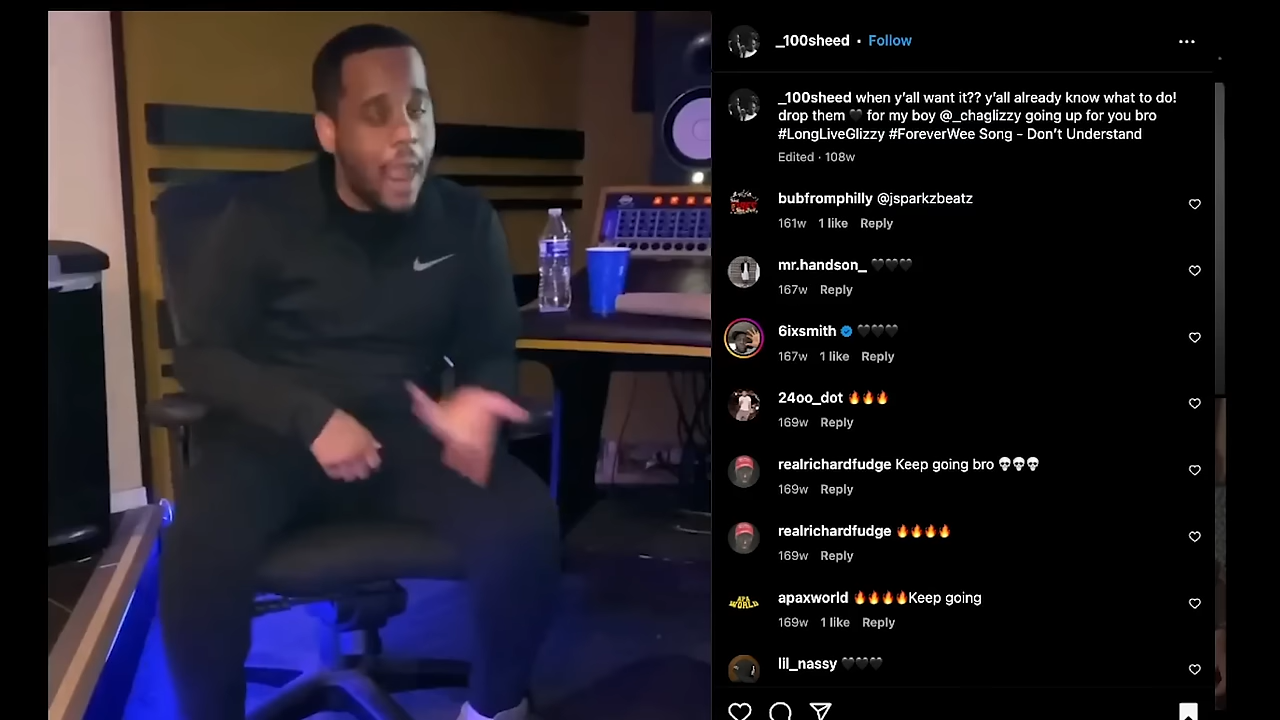 _100sheed • Follow
_100sheed when y'all want it?? y'all already know what to do!
drop them 🖤 for my boy @_chaglizzy going up for you bro
#LongLiveGlizzy #ForeverWee Song - Don't Understand
Edited · 108w
bubfromphilly @jsparkzbeatz
161w 1 like Reply
mr.handson_ 🖤🖤🖤
167w Reply
6ixsmith 🖤🖤🖤
167w 1 like Reply
24oo_dot 🔥🔥🔥
169w Reply
realrichardfudge Keep going bro 💀💀💀
169w Reply
realrichardfudge 🔥🔥🔥🔥
169w Reply
apaxworld 🔥🔥🔥🔥Keep going
169w 1 like Reply
lil_nassy 🖤🖤🖤